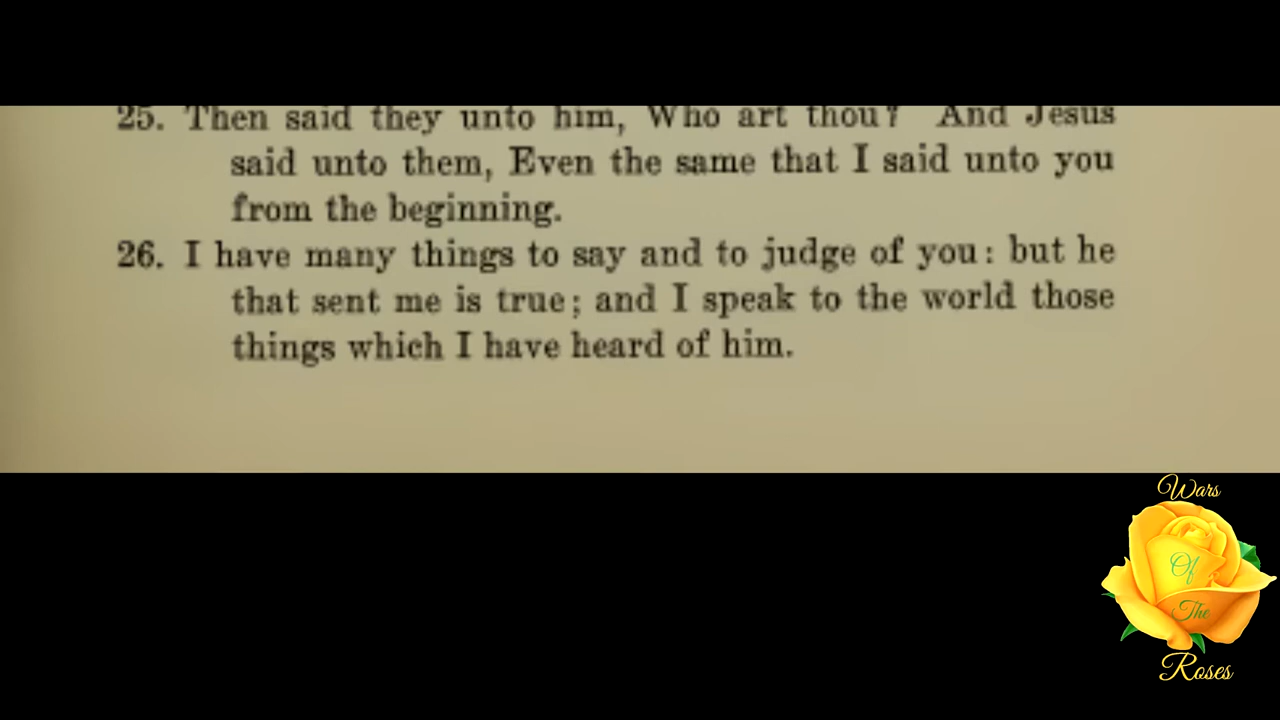 25. Then said they unto him, Who art thou? And Jesus
said unto them, Even the same that I said unto you
from the beginning.
26. I have many things to say and to judge of you: but he
that sent me is true; and I speak to the world those
things which I have heard of him.
Wars
Of
The
Roses